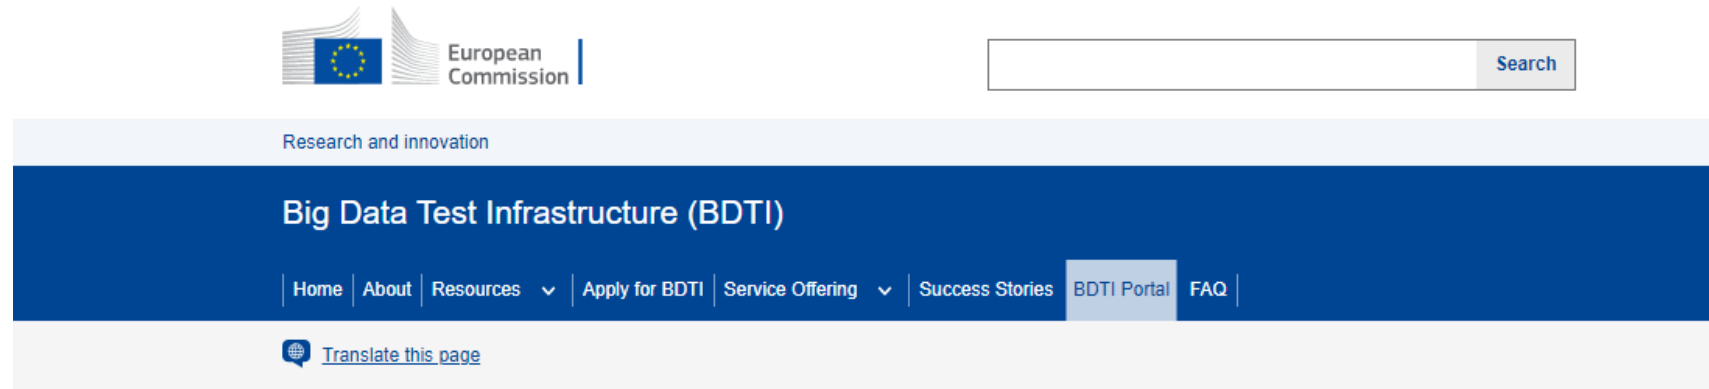 European
Commission
Search
Research and innovation
Big Data Test Infrastructure (BDTI)
Home About Resources Apply for BDTI Service Offering Success Stories BDTI Portal FAQ
Translate this page